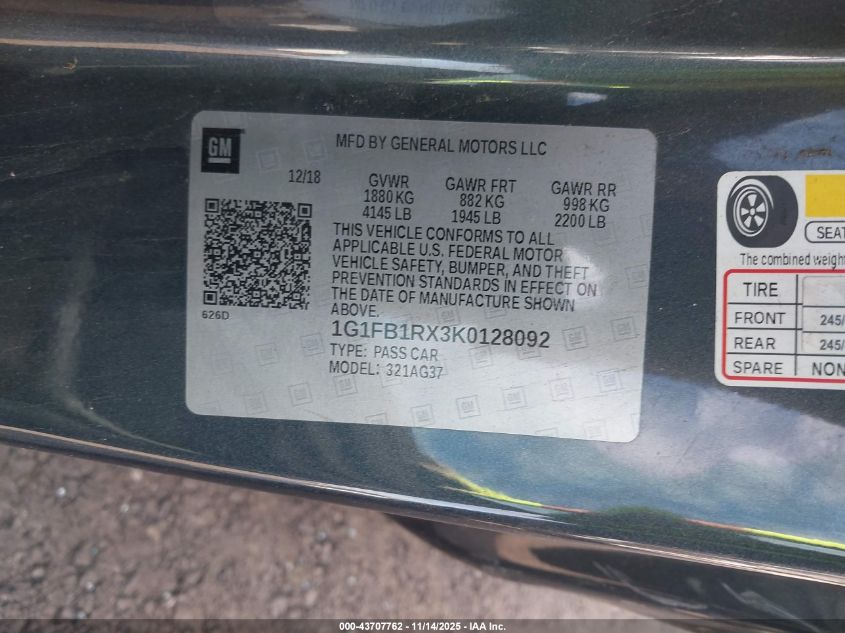 GM
MFD BY GENERAL MOTORS LLC
12/18
GVWR GAWR FRT GAWR RR
1880 KG 882 KG 998 KG
4145 LB 1945 LB 2200 LB
THIS VEHICLE CONFORMS TO ALL
APPLICABLE U.S. FEDERAL MOTOR
VEHICLE SAFETY, BUMPER, AND THEFT
PREVENTION STANDARDS IN EFFECT ON
THE DATE OF MANUFACTURE SHOWN
ABOVE.
626D
1G1FB1RX3K0128092
TYPE: PASS CAR
MODEL: 321AG37
SEAT
The combined weight
TIRE
FRONT 245/
REAR 245/
SPARE NON
000-43707762 - 11/14/2025 - IAA Inc.